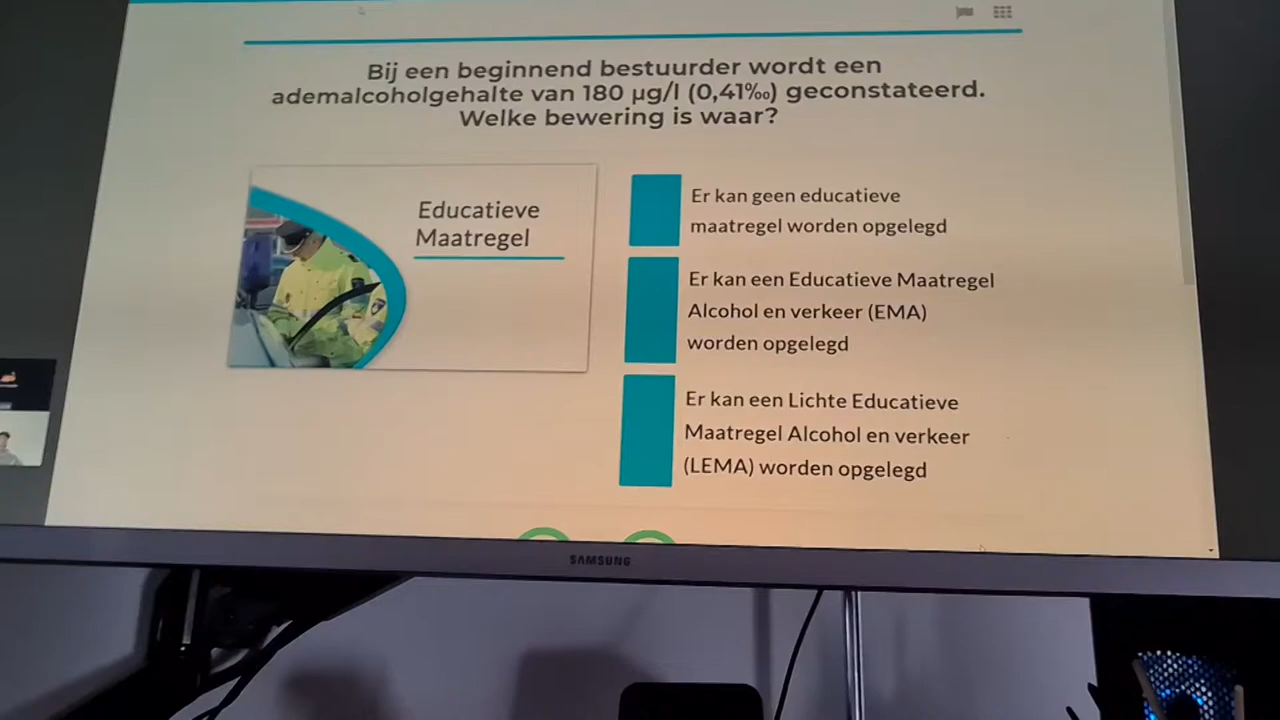 Bij een beginnend bestuurder wordt een
ademalcoholgehalte van 180 µg/l (0,41‰) geconstateerd.
Welke bewering is waar?
Educatieve
Maatregel
Er kan geen educatieve
maatregel worden opgelegd
Er kan een Educatieve Maatregel
Alcohol en verkeer (EMA)
worden opgelegd
Er kan een Lichte Educatieve
Maatregel Alcohol en verkeer
(LEMA) worden opgelegd
SAMSUNG